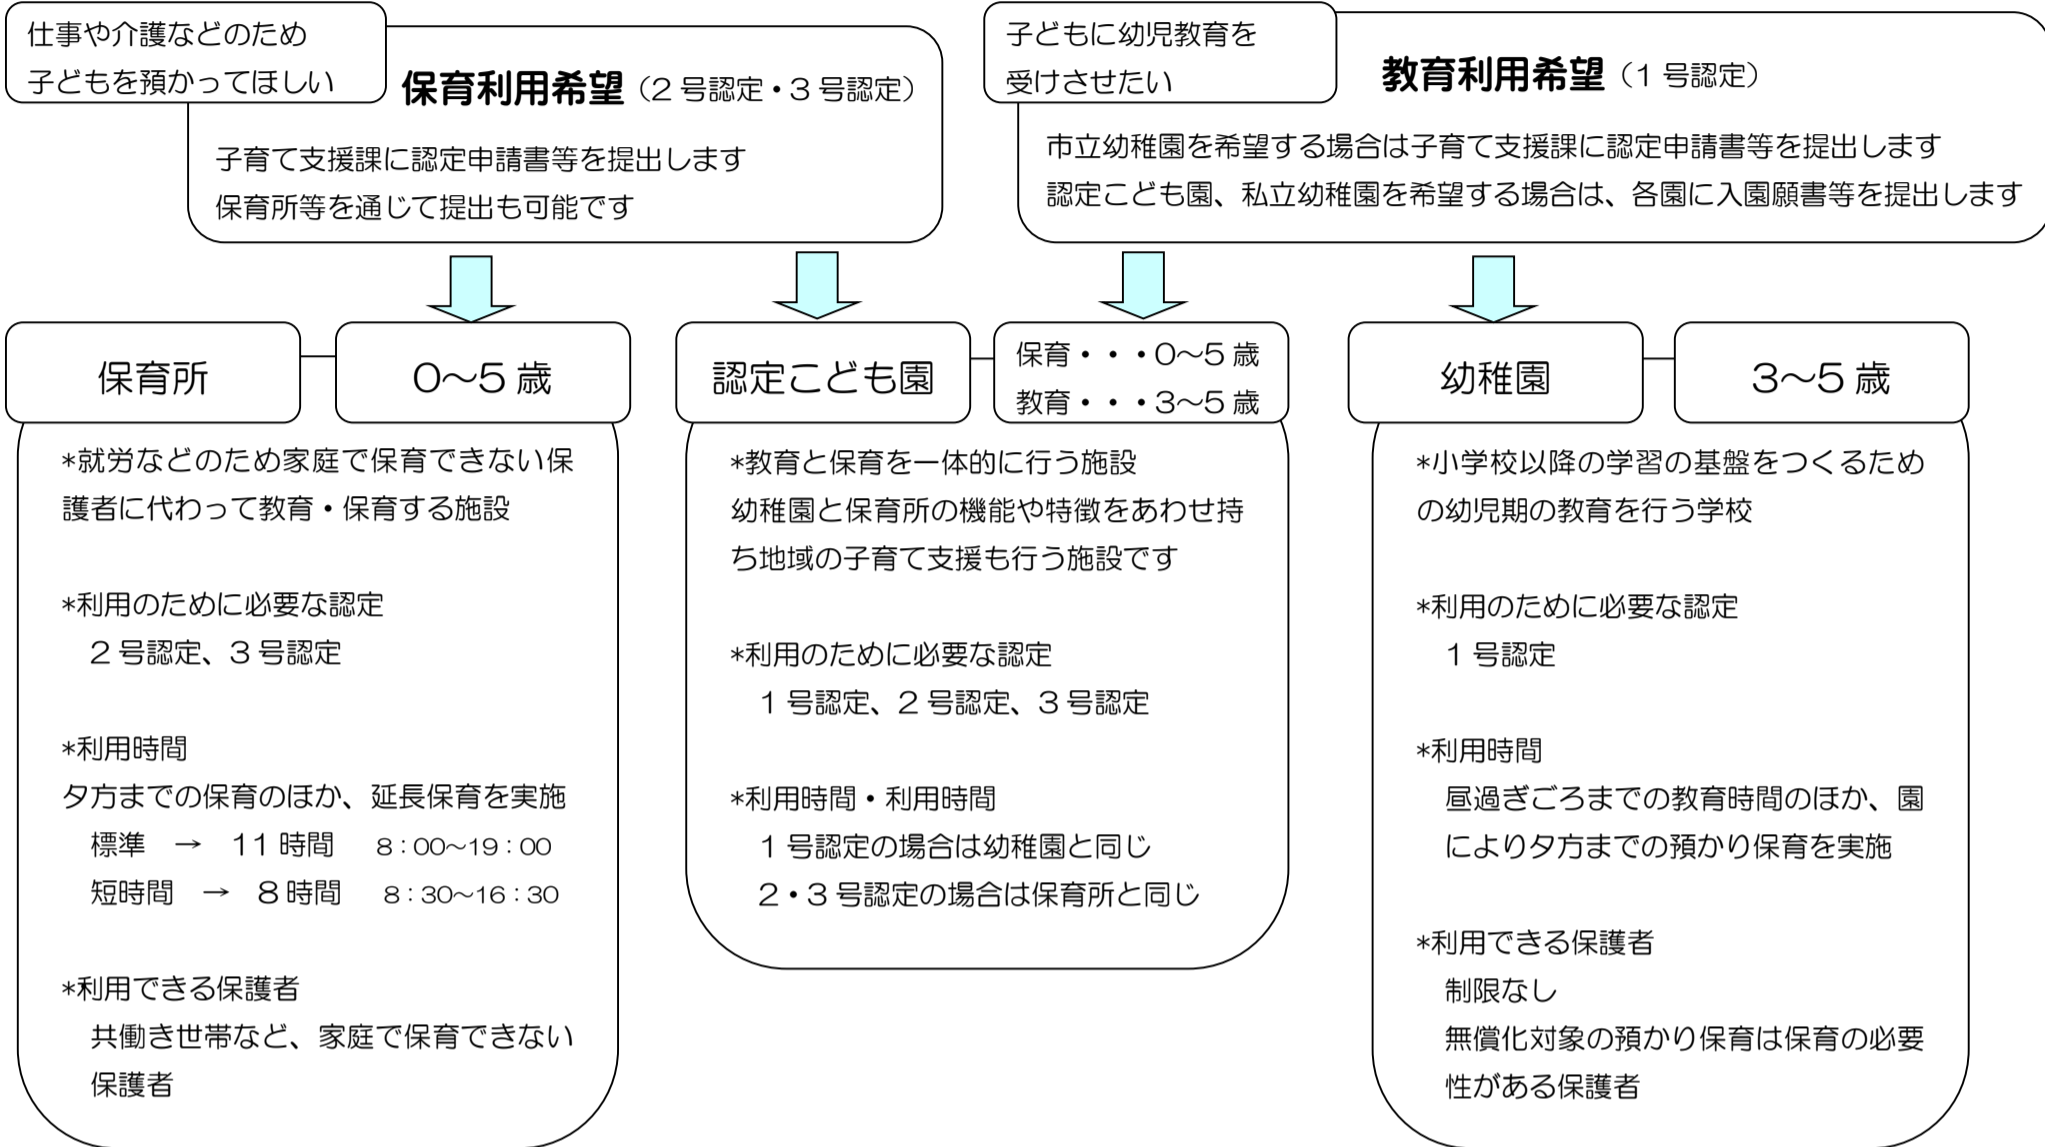 仕事や介護などのため
子どもを預かってほしい
保育利用希望（2号認定・3号認定）
子育て支援課に認定申請書等を提出します
保育所等を通じて提出も可能です
子どもに幼児教育を
受けさせたい
教育利用希望（1号認定）
市立幼稚園を希望する場合は子育て支援課に認定申請書等を提出します
認定こども園、私立幼稚園を希望する場合は、各園に入園願書等を提出します
保育所
0～5歳
*就労などのため家庭で保育できない保
護者に代わって教育・保育する施設
*利用のために必要な認定
2号認定、3号認定
*利用時間
夕方までの保育のほか、延長保育を実施
標準 → 11時間 8：00～19：00
短時間 → 8時間 8：30～16：30
*利用できる保護者
共働き世帯など、家庭で保育できない
保護者
認定こども園
保育・・・0～5歳
教育・・・3～5歳
*教育と保育を一体的に行う施設
幼稚園と保育所の機能や特徴をあわせ持
ち地域の子育て支援も行う施設です
*利用のために必要な認定
1号認定、2号認定、3号認定
*利用時間・利用時間
1号認定の場合は幼稚園と同じ
2・3号認定の場合は保育所と同じ
幼稚園
3～5歳
*小学校以降の学習の基盤をつくるため
の幼児期の教育を行う学校
*利用のために必要な認定
1号認定
*利用時間
昼過ぎごろまでの教育時間のほか、園
により夕方までの預かり保育を実施
*利用できる保護者
制限なし
無償化対象の預かり保育は保育の必要
性がある保護者